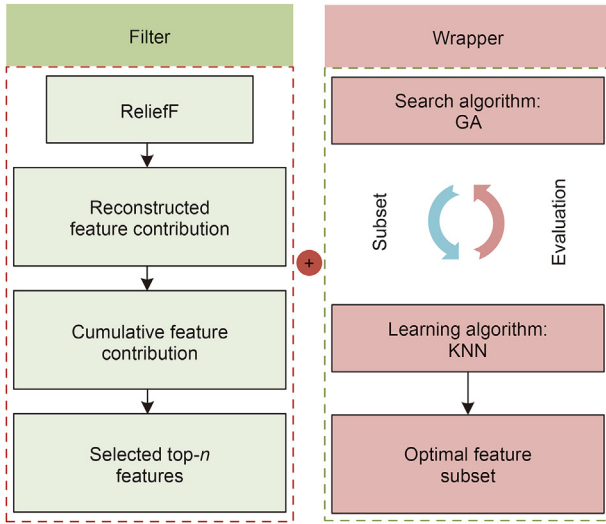 Filter
ReliefF
Reconstructed
feature contribution
Cumulative feature
contribution
Selected top-n
features
+
Wrapper
Search algorithm:
GA
Subset
Evaluation
Learning algorithm:
KNN
Optimal feature
subset